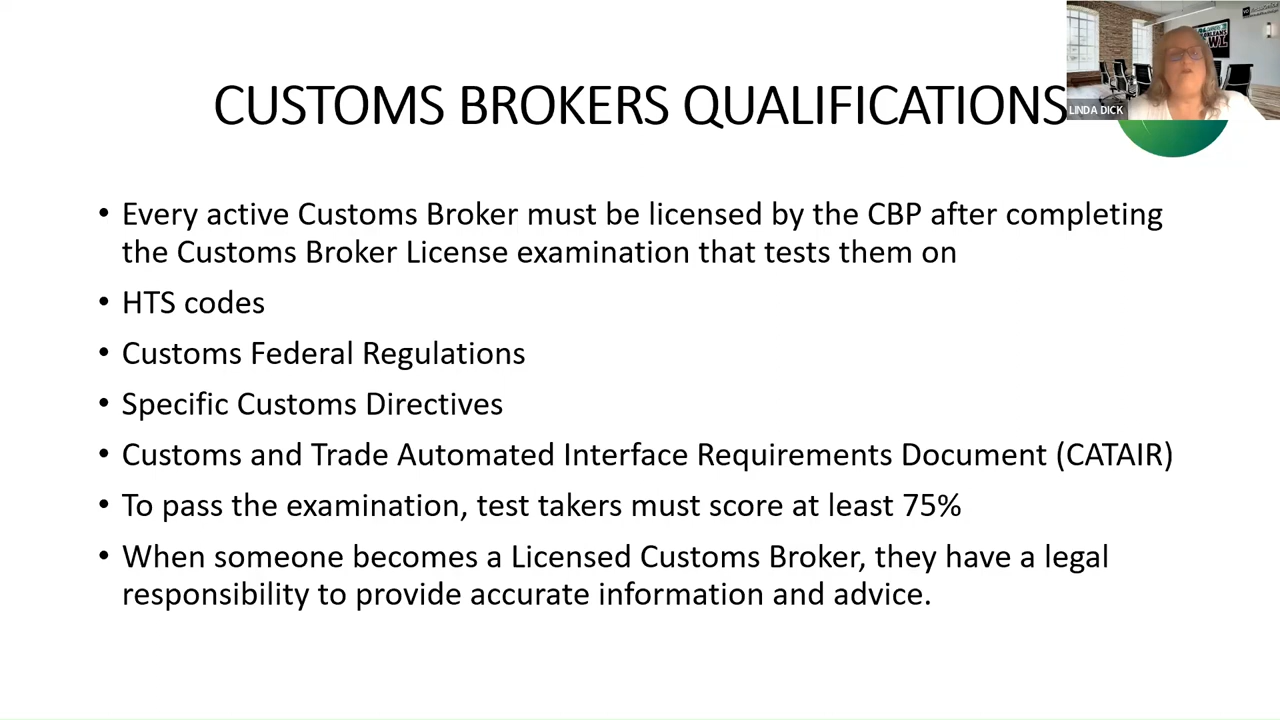 CUSTOMS BROKERS QUALIFICATIONS
LINDA DICK
• Every active Customs Broker must be licensed by the CBP after completing
the Customs Broker License examination that tests them on
• HTS codes
• Customs Federal Regulations
• Specific Customs Directives
• Customs and Trade Automated Interface Requirements Document (CATAIR)
• To pass the examination, test takers must score at least 75%
• When someone becomes a Licensed Customs Broker, they have a legal
responsibility to provide accurate information and advice.